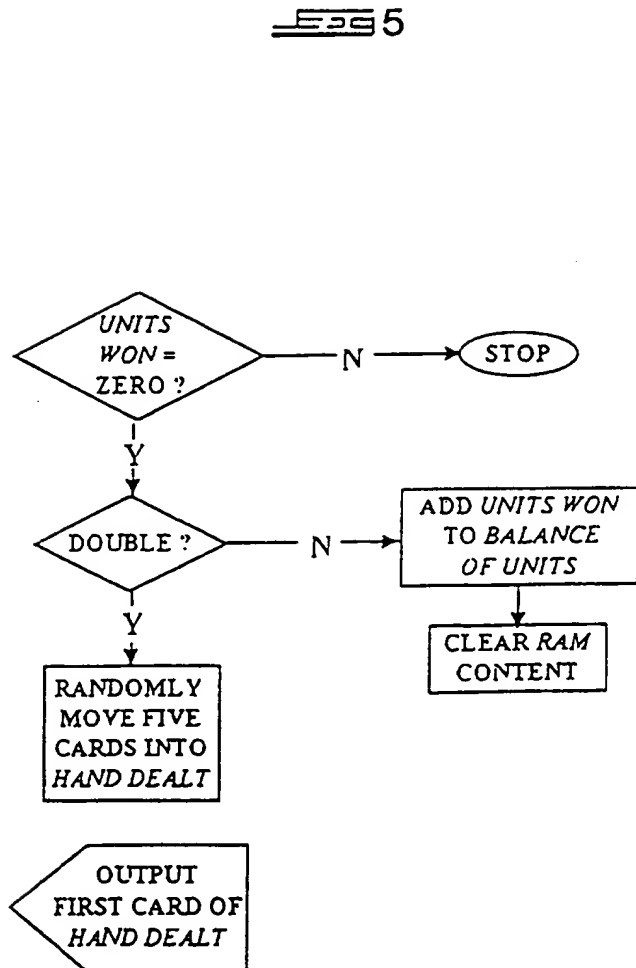 Fig 5
UNITS
WON =
ZERO ?
N
STOP
Y
DOUBLE ?
N
ADD UNITS WON
TO BALANCE
OF UNITS
Y
CLEAR RAM
CONTENT
RANDOMLY
MOVE FIVE
CARDS INTO
HAND DEALT
OUTPUT
FIRST CARD OF
HAND DEALT